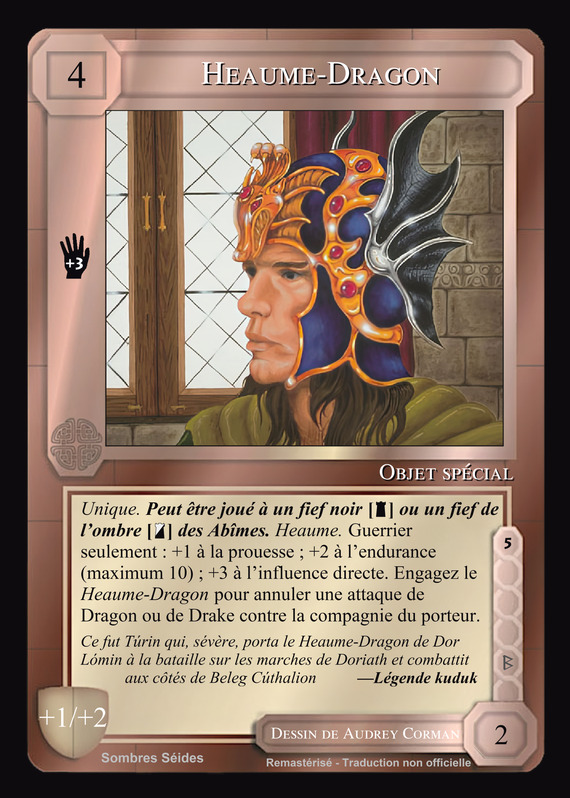 4
HEAUME-DRAGON
+3
OBJET SPÉCIAL
Unique. Peut être joué à un fief noir [] ou un fief de
l'ombre [] des Abîmes. Heaume. Guerrier
seulement : +1 à la prouesse ; +2 à l'endurance
(maximum 10) ; +3 à l'influence directe. Engagez le
Heaume-Dragon pour annuler une attaque de
Dragon ou de Drake contre la compagnie du porteur.
Ce fut Túrin qui, sévère, porta le Heaume-Dragon de Dor
Lómin à la bataille sur les marches de Doriath et combattit
aux côtés de Beleg Cúthalion —Légende kuduk
5
ᛒ
+1/+2
DESSIN DE AUDREY CORMAN
2
Sombres Séides
Remastérisé - Traduction non officielle